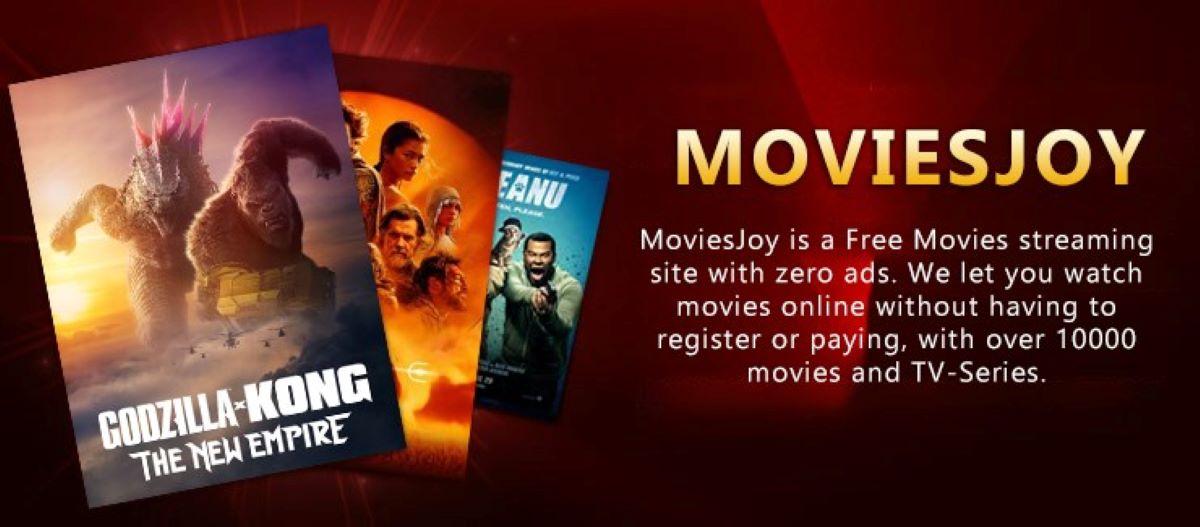 GODZILLA x KONG
THE NEW EMPIRE
EANU
MOVIESJOY
MoviesJoy is a Free Movies streaming
site with zero ads. We let you watch
movies online without having to
register or paying, with over 10000
movies and TV-Series.